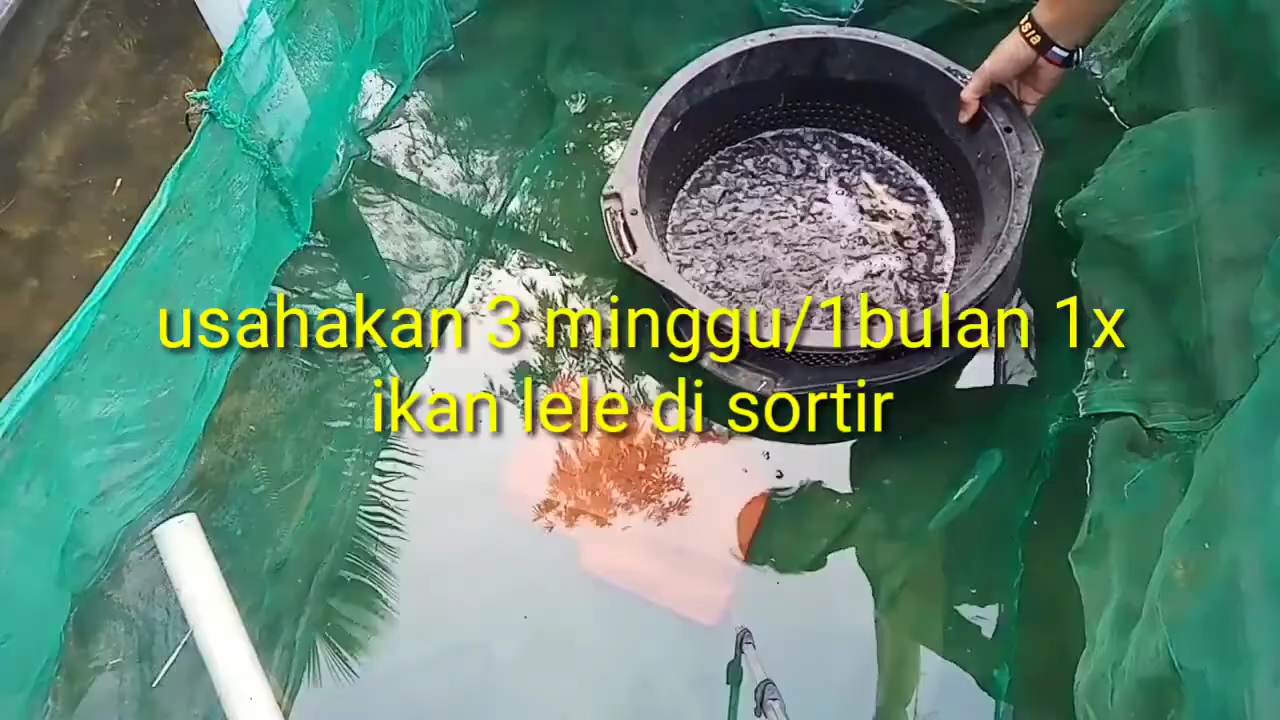 usahakan 3 minggu/1bulan 1x
ikan lele di sortir